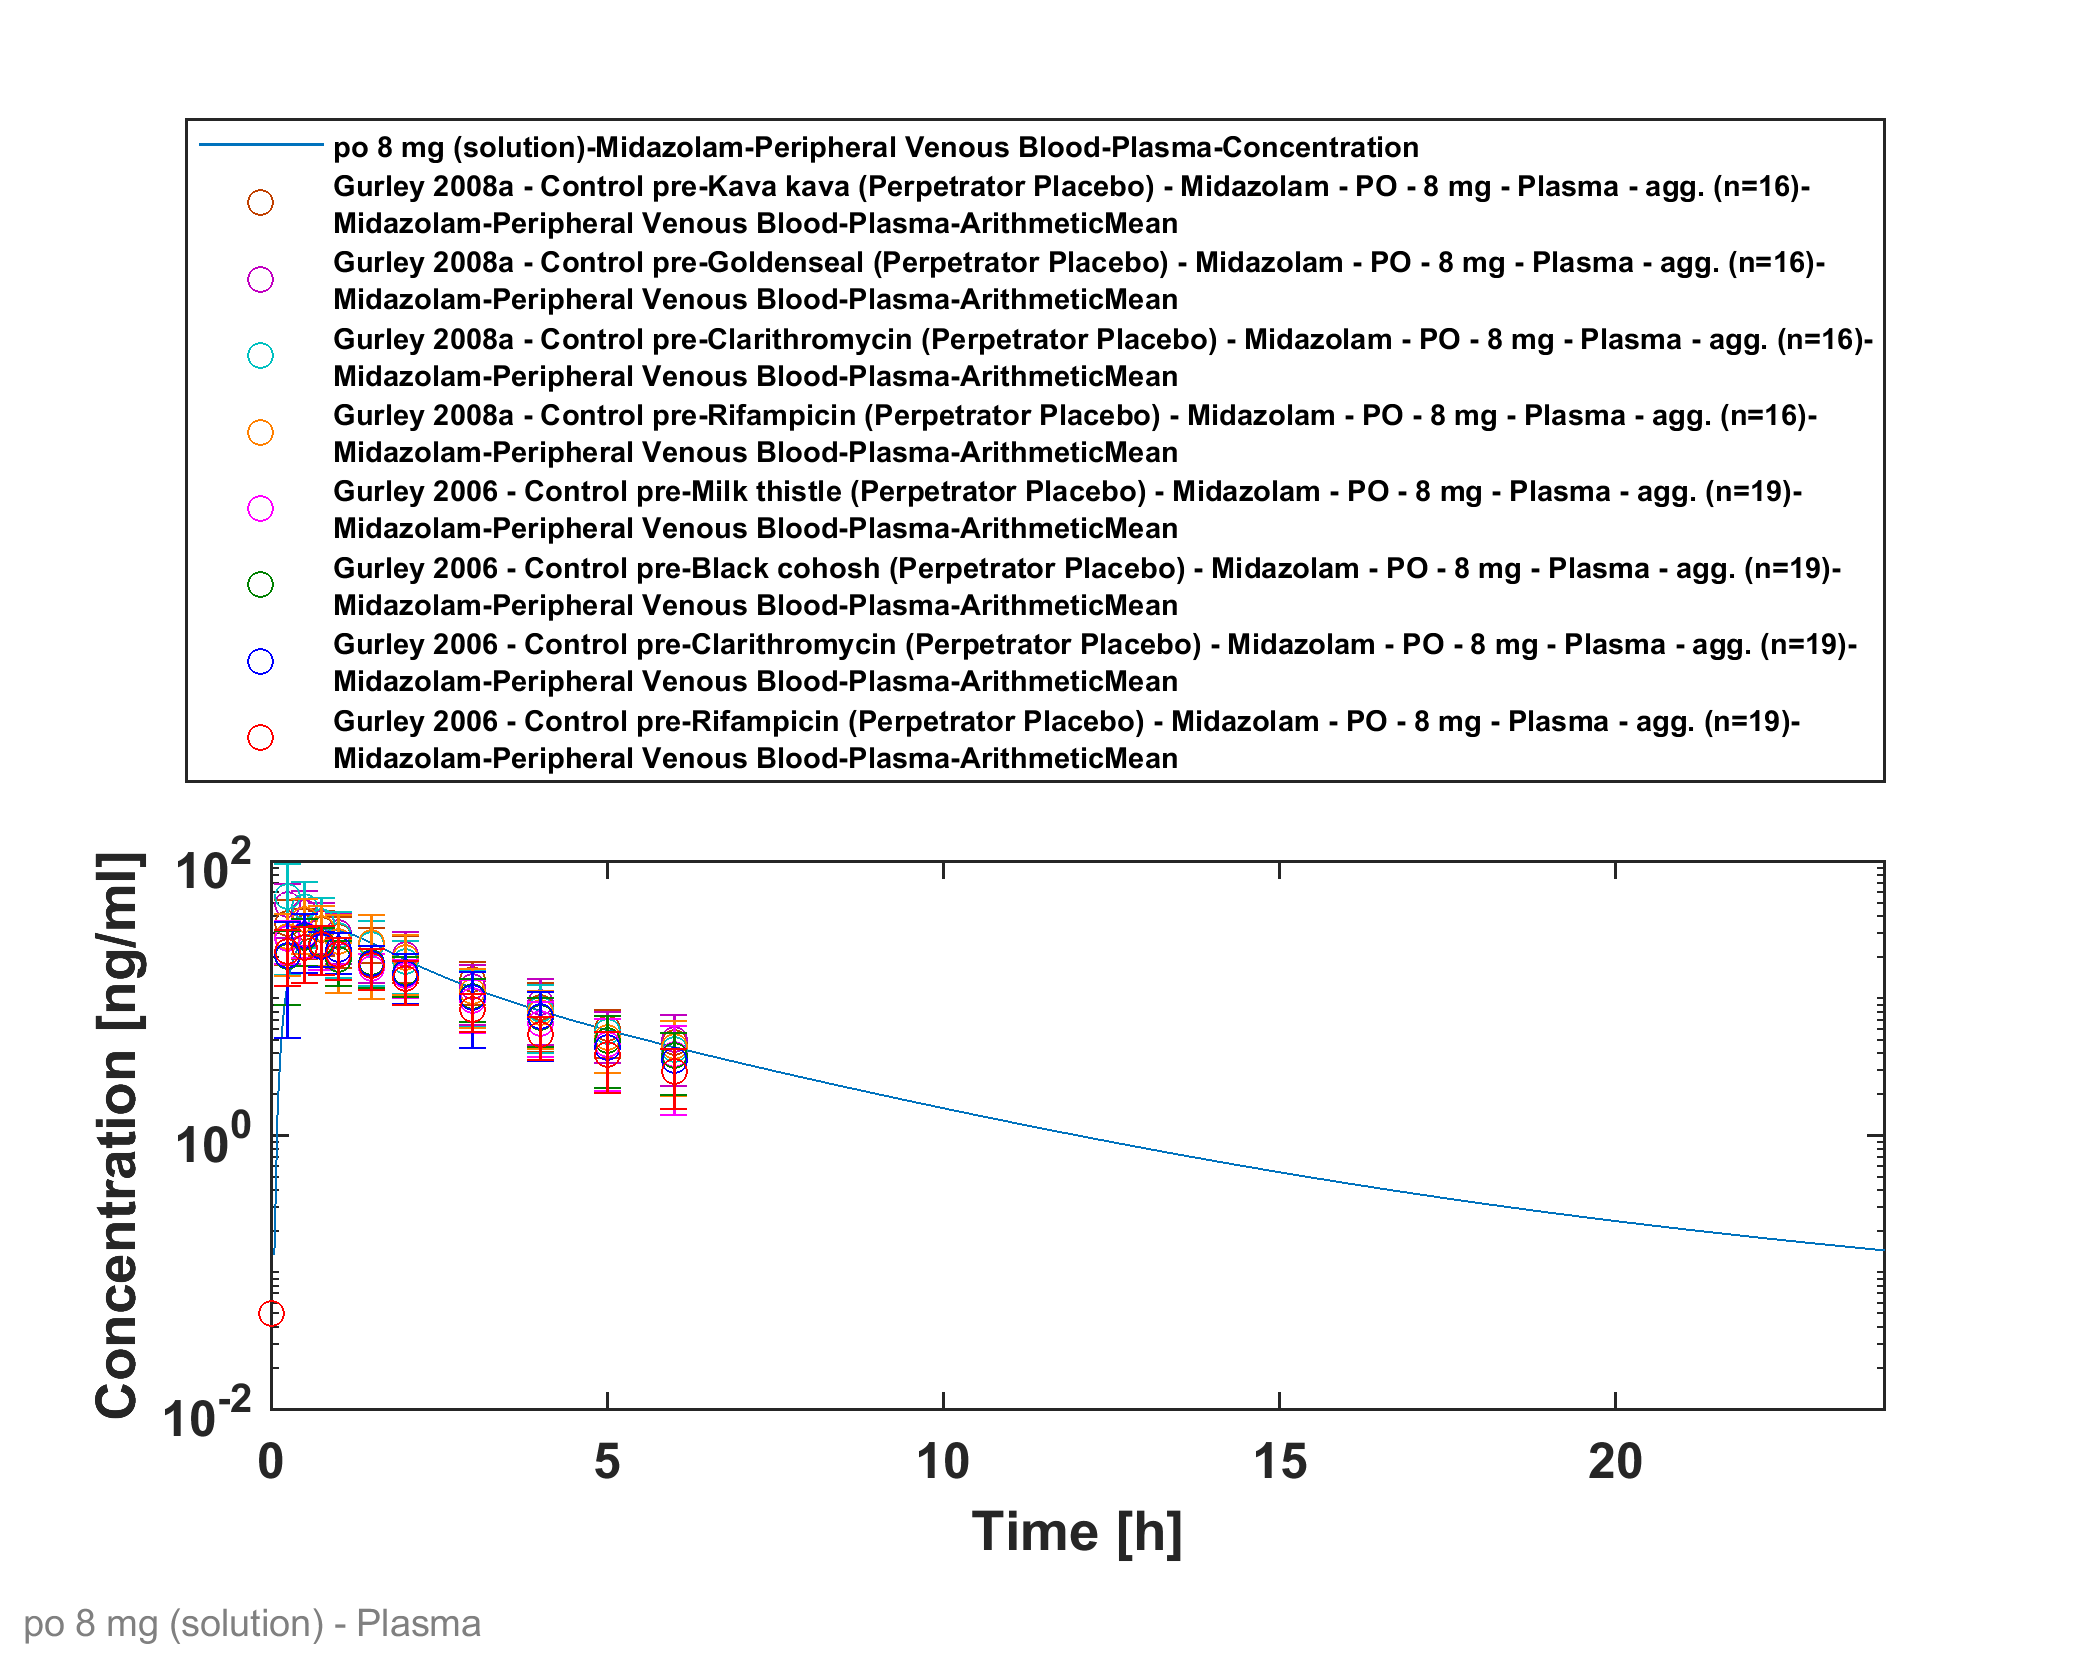 po 8 mg (solution)-Midazolam-Peripheral Venous Blood-Plasma-Concentration
Gurley 2008a - Control pre-Kava kava (Perpetrator Placebo) - Midazolam - PO - 8 mg - Plasma - agg. (n=16)-
Midazolam-Peripheral Venous Blood-Plasma-ArithmeticMean
Gurley 2008a - Control pre-Goldenseal (Perpetrator Placebo) - Midazolam - PO - 8 mg - Plasma - agg. (n=16)-
Midazolam-Peripheral Venous Blood-Plasma-ArithmeticMean
Gurley 2008a - Control pre-Clarithromycin (Perpetrator Placebo) - Midazolam - PO - 8 mg - Plasma - agg. (n=16)-
Midazolam-Peripheral Venous Blood-Plasma-ArithmeticMean
Gurley 2008a - Control pre-Rifampicin (Perpetrator Placebo) - Midazolam - PO - 8 mg - Plasma - agg. (n=16)-
Midazolam-Peripheral Venous Blood-Plasma-ArithmeticMean
Gurley 2006 - Control pre-Milk thistle (Perpetrator Placebo) - Midazolam - PO - 8 mg - Plasma - agg. (n=19)-
Midazolam-Peripheral Venous Blood-Plasma-ArithmeticMean
Gurley 2006 - Control pre-Black cohosh (Perpetrator Placebo) - Midazolam - PO - 8 mg - Plasma - agg. (n=19)-
Midazolam-Peripheral Venous Blood-Plasma-ArithmeticMean
Gurley 2006 - Control pre-Clarithromycin (Perpetrator Placebo) - Midazolam - PO - 8 mg - Plasma - agg. (n=19)-
Midazolam-Peripheral Venous Blood-Plasma-ArithmeticMean
Gurley 2006 - Control pre-Rifampicin (Perpetrator Placebo) - Midazolam - PO - 8 mg - Plasma - agg. (n=19)-
Midazolam-Peripheral Venous Blood-Plasma-ArithmeticMean
Concentration [ng/ml]
10^2
10^0
10^-2
0 5 10 15 20
Time [h]
po 8 mg (solution) - Plasma